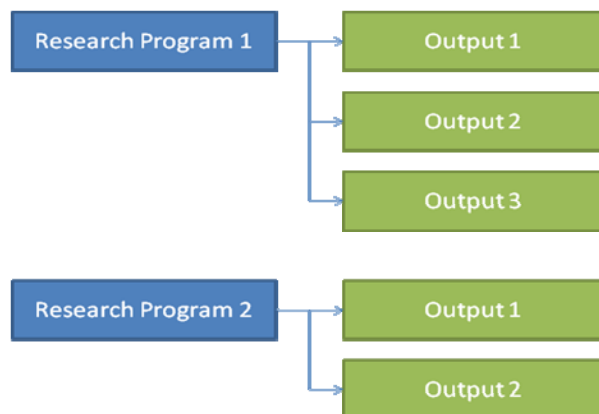 Research Program 1
Output 1
Output 2
Output 3
Research Program 2
Output 1
Output 2